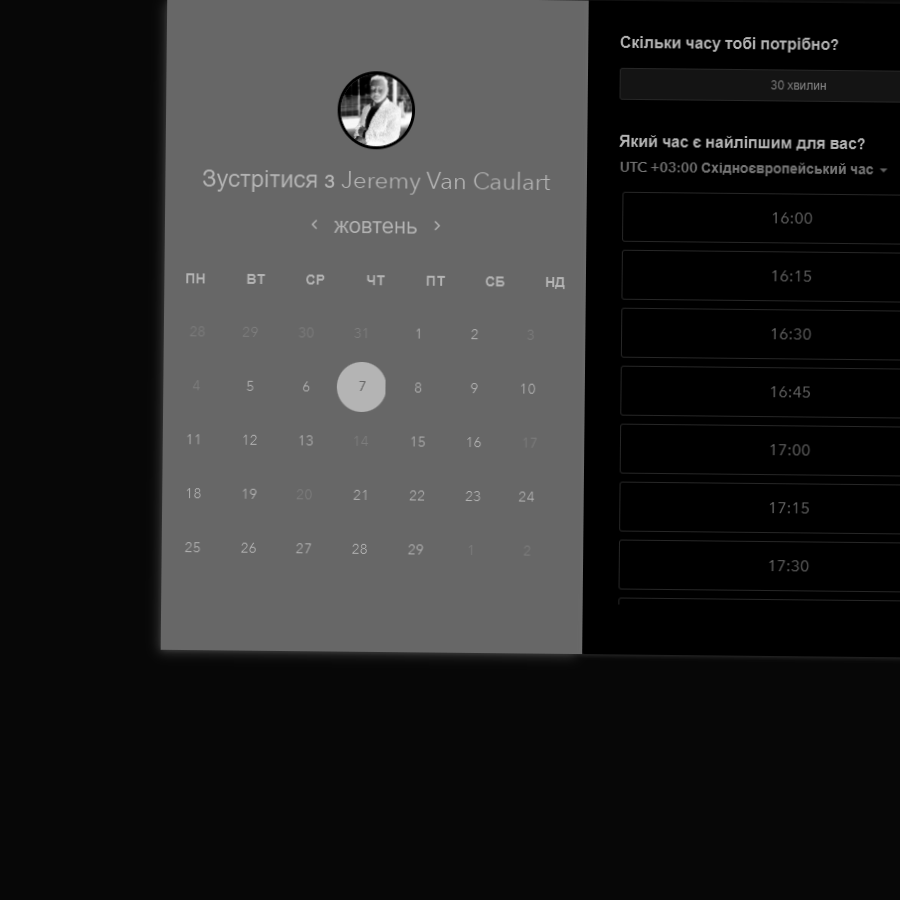 Зустрітися з Jeremy Van Caulart
жовтень
ПН ВТ СР ЧТ ПТ СБ НД
28 29 30 31 1 2 3
4 5 6 7 8 9 10
11 12 13 14 15 16 17
18 19 20 21 22 23 24
25 26 27 28 29 1 2
Скільки часу тобі потрібно?
30 хвилин
Який час є найліпшим для вас?
UTC +03:00 Східноєвропейський час
16:00
16:15
16:30
16:45
17:00
17:15
17:30